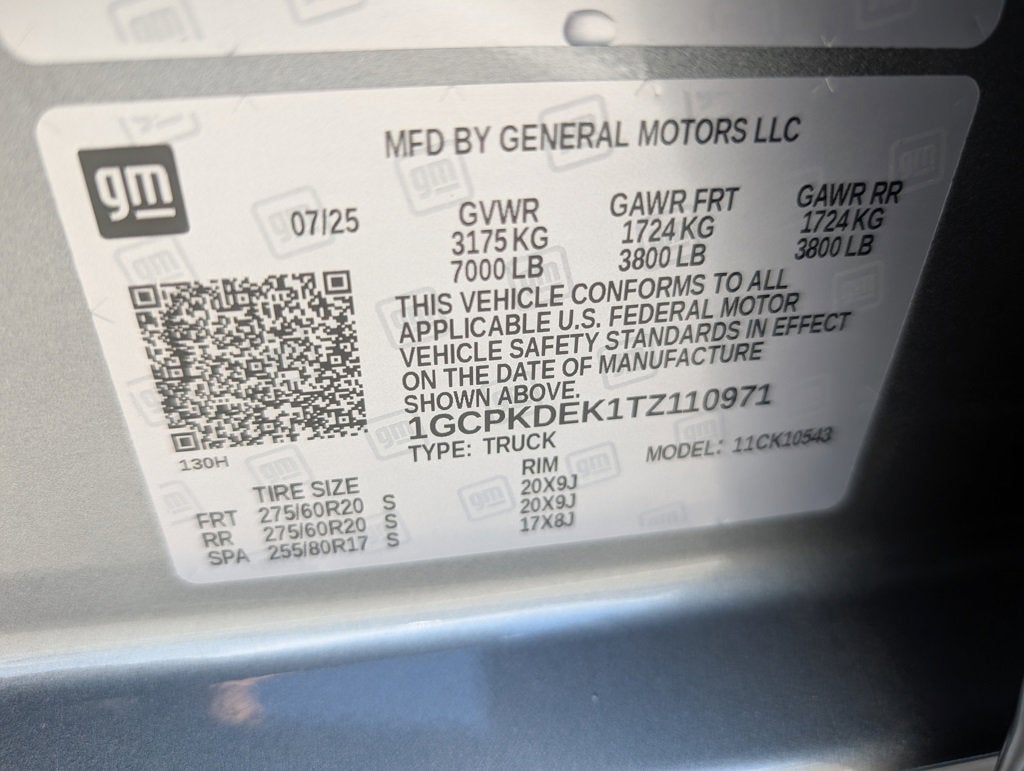 gm
MFD BY GENERAL MOTORS LLC
07/25
GVWR GAWR FRT GAWR RR
3175 KG 1724 KG 1724 KG
7000 LB 3800 LB 3800 LB
THIS VEHICLE CONFORMS TO ALL
APPLICABLE U.S. FEDERAL MOTOR
VEHICLE SAFETY STANDARDS IN EFFECT
ON THE DATE OF MANUFACTURE
SHOWN ABOVE.
1GCPKDEK1TZ110971
TYPE: TRUCK MODEL: 11CK10543
130H
TIRE SIZE RIM
FRT 275/60R20 S 20X9J
RR 275/60R20 S 20X9J
SPA 255/80R17 S 17X8J